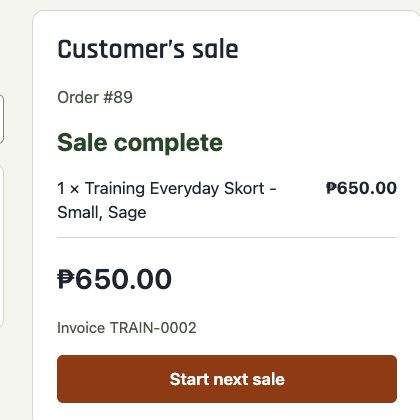 Customer's sale
Order #89
Sale complete
1 × Training Everyday Skort - ₱650.00
Small, Sage
₱650.00
Invoice TRAIN-0002
Start next sale